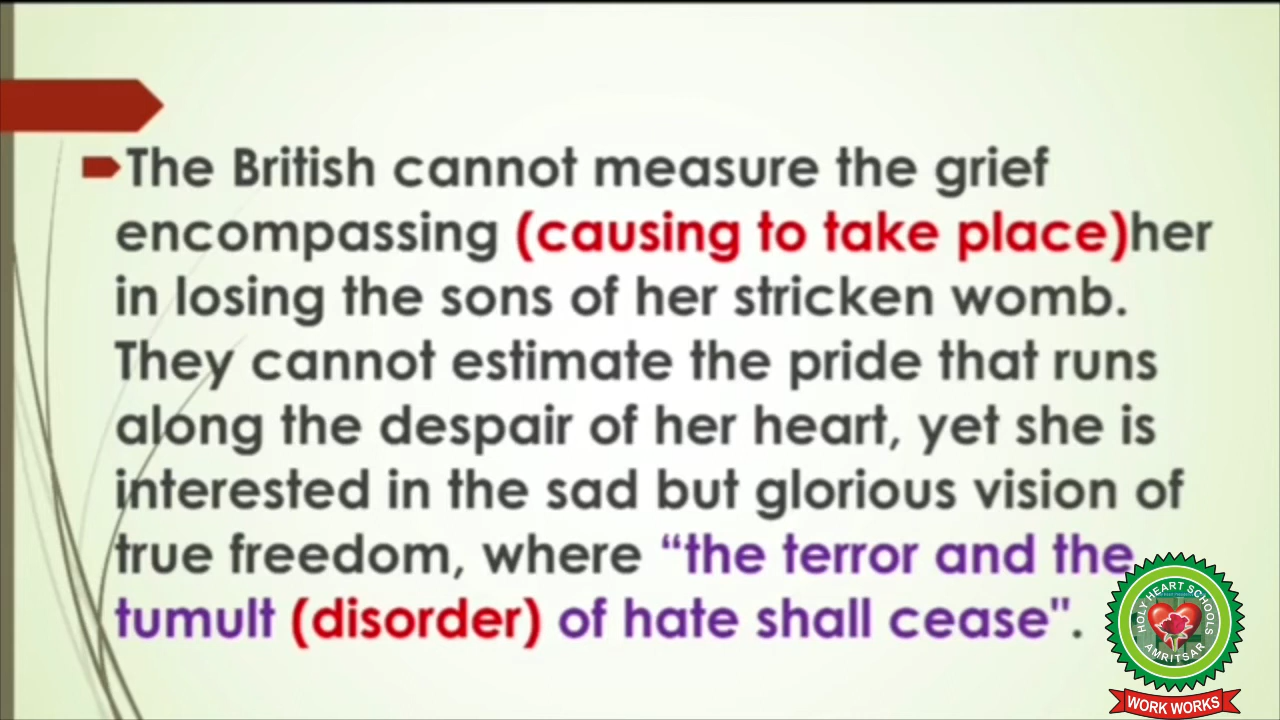 The British cannot measure the grief
encompassing (causing to take place)her
in losing the sons of her stricken womb.
They cannot estimate the pride that runs
along the despair of her heart, yet she is
interested in the sad but glorious vision of
true freedom, where “the terror and the
tumult (disorder) of hate shall cease".
HOLY HEART SCHOOLS
AMRITSAR
WORK WORKS